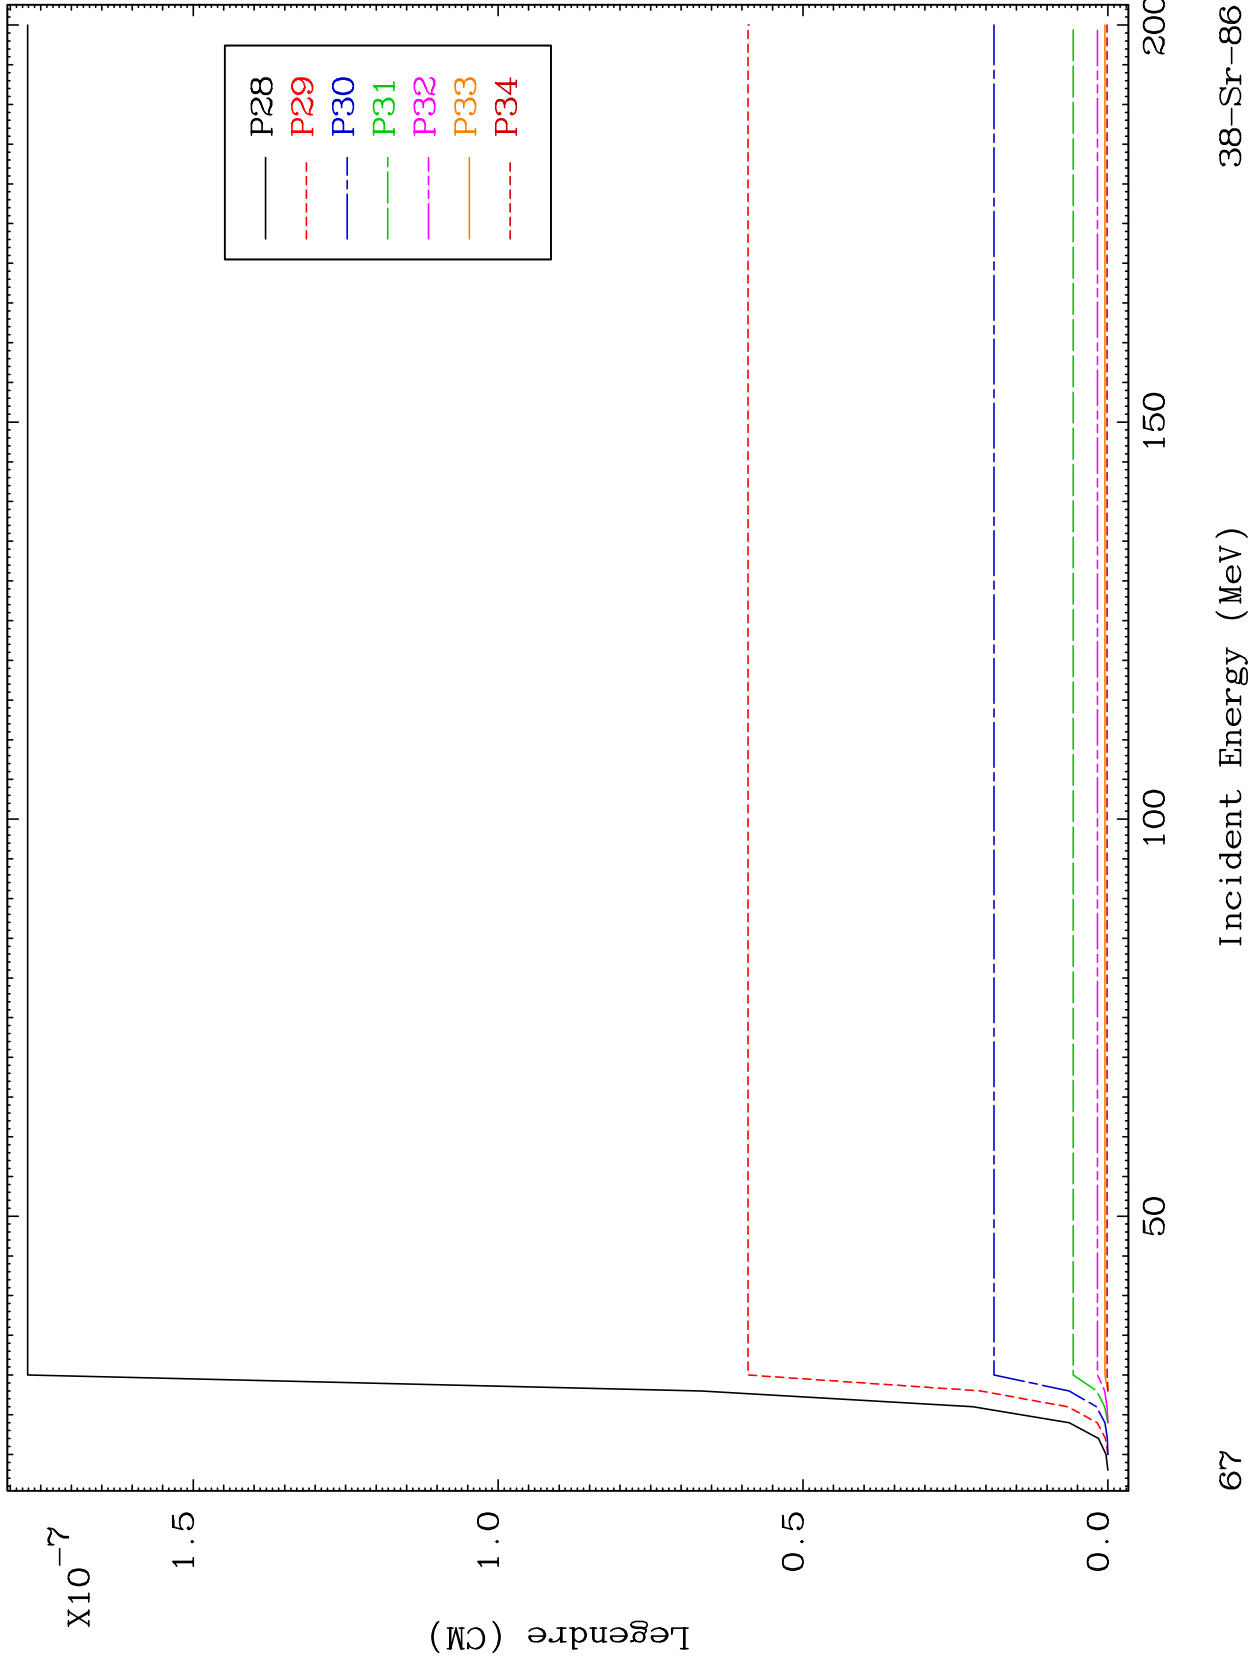 X10-7
1.5
1.0
0.5
0.0
Legendre (CM)
P28
P29
P30
P31
P32
P33
P34
50
100
150
200
Incident Energy (MeV)
67
38-Sr-86